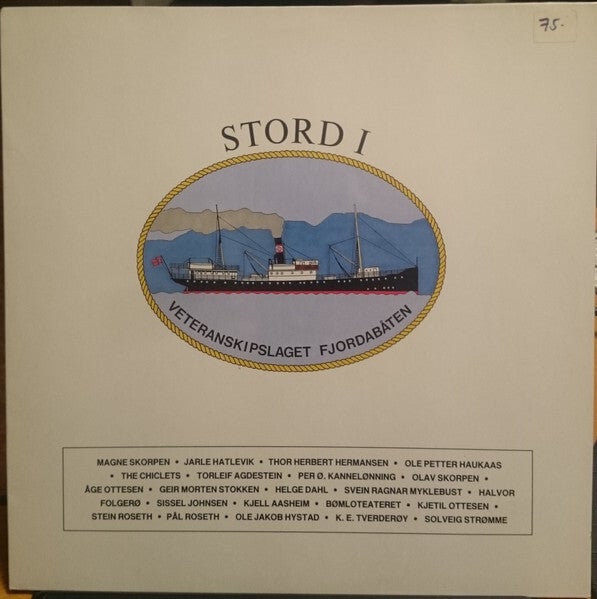 75.-
STORD I
VETERANSKIPSLAGET FJORDABÅTEN
MAGNE SKORPEN • JARLE HATLEVIK • THOR HERBERT HERMANSEN • OLE PETTER HAUKAAS
• THE CHICLETS • TORLEIF AGDESTEIN • PER Ø. KANNELØNNING • OLAV SKORPEN •
ÅGE OTTESEN • GEIR MORTEN STOKKEN • HELGE DAHL • SVEIN RAGNAR MYKLEBUST • HALVOR
FOLGERØ • SISSEL JOHNSEN • KJELL AASHEIM • BØMLOTEATERET • KJETIL OTTESEN •
STEIN ROSETH • PÅL ROSETH • OLE JAKOB HYSTAD • K. E. TVERDERØY • SOLVEIG STRØMME